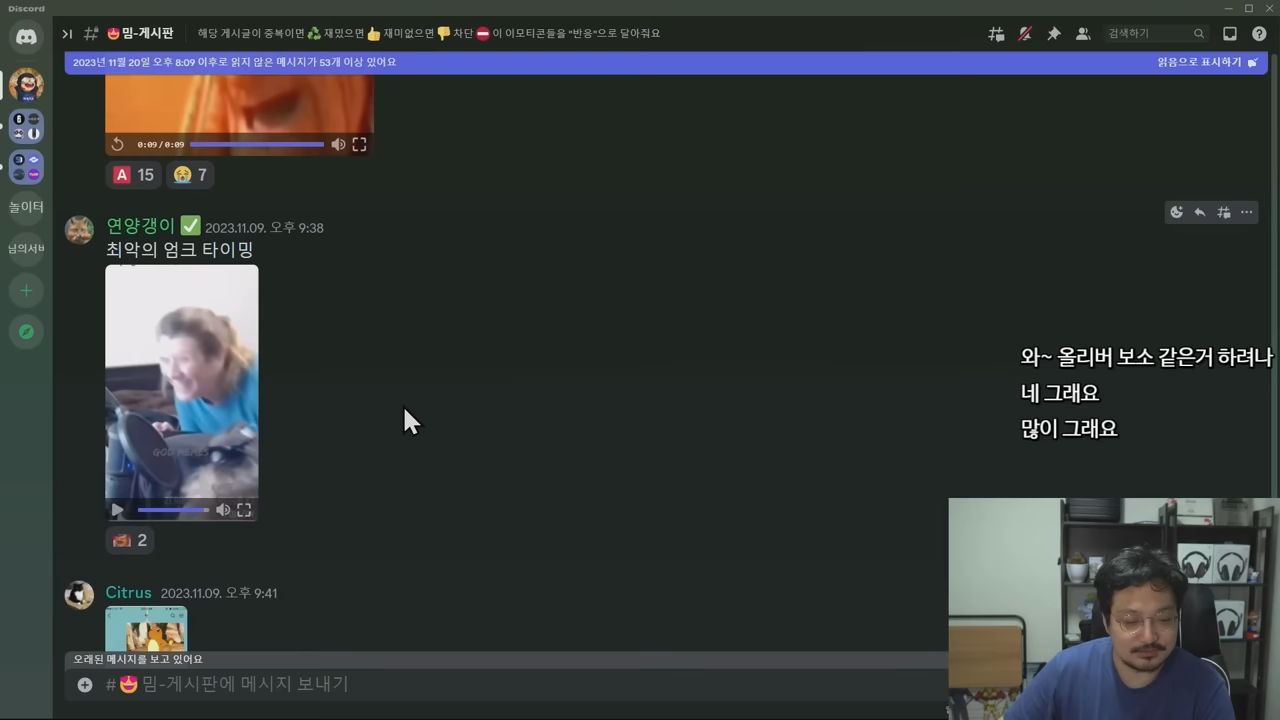 Discord
😍밈-게시판
해당 게시글이 중복이면 ♻️ 재밌으면 👍 재미없으면 👎 차단 ⛔ 이 이모티콘들을 "반응"으로 달아줘요
검색하기
2023년 11월 20일 오후 8:09 이후로 읽지 않은 메시지가 53개 이상 있어요
읽음으로 표시하기
0:09 / 0:09
A 15
7
놀이터
님의서버
연양갱이 ✅ 2023.11.09. 오후 9:38
최악의 엄크 타이밍
GOD MEMES
2
와~ 올리버 보소 같은거 하려나
네 그래요
많이 그래요
Citrus 2023.11.09. 오후 9:41
오래된 메시지를 보고 있어요
#😍밈-게시판에 메시지 보내기